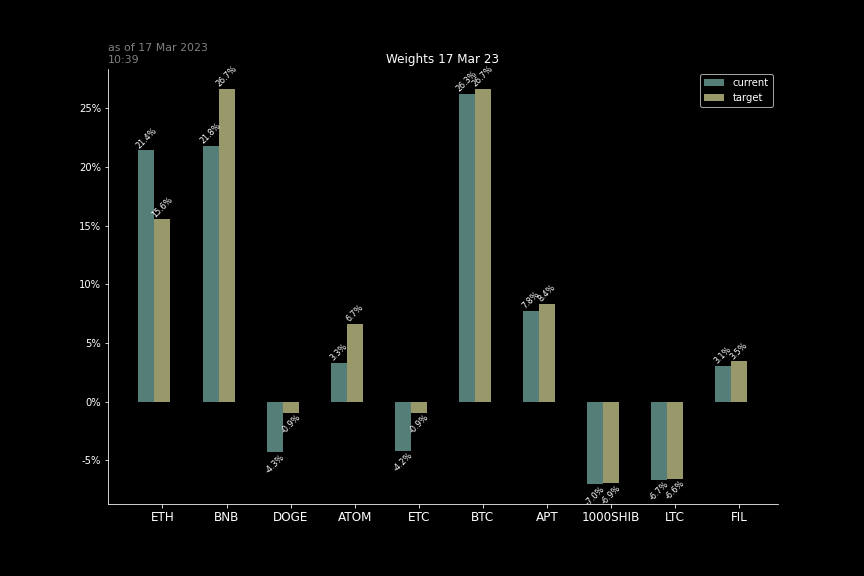 as of 17 Mar 2023
10:39
Weights 17 Mar 23
current
target
25%
20%
15%
10%
5%
0%
-5%
21.4%
15.6%
21.8%
26.7%
-4.3%
-0.9%
3.3%
6.7%
-4.2%
-0.9%
26.3%
26.7%
7.8%
8.4%
-7.0%
-6.9%
-6.7%
-6.6%
3.1%
3.5%
ETH
BNB
DOGE
ATOM
ETC
BTC
APT
1000SHIB
LTC
FIL